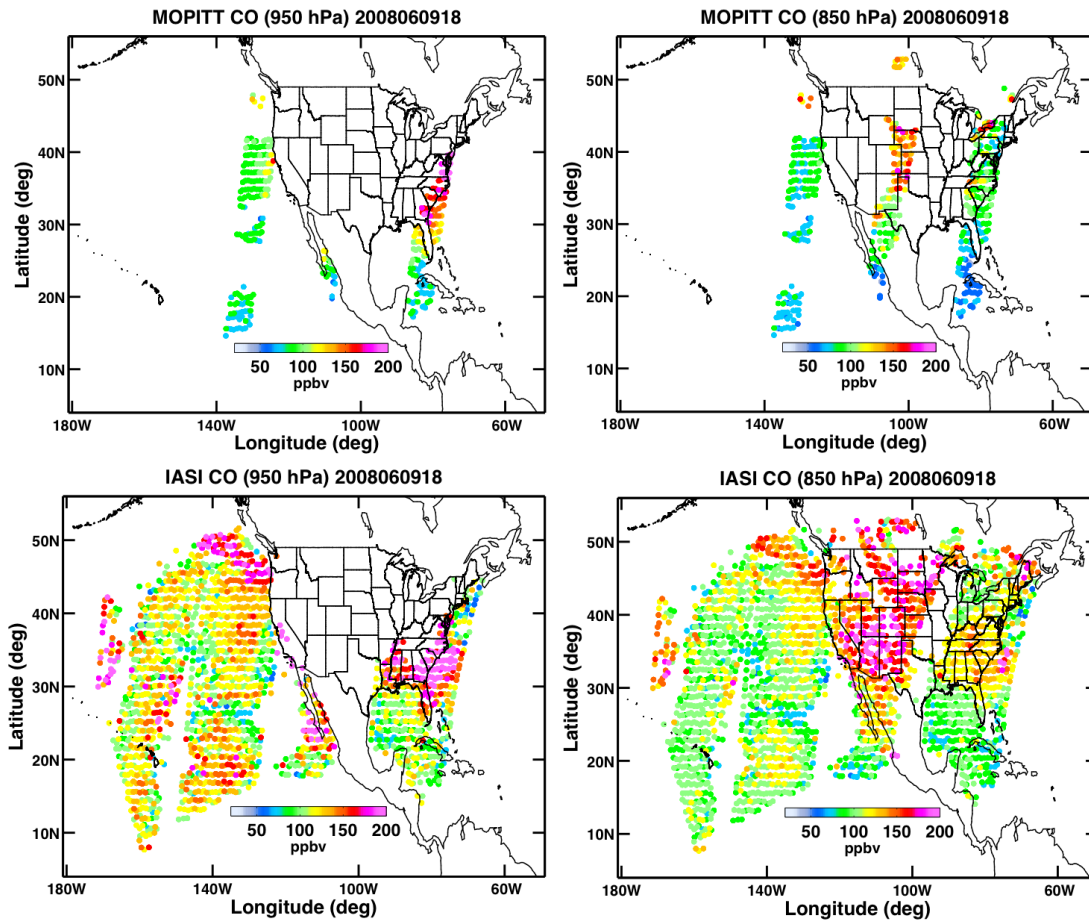 MOPITT CO (950 hPa) 2008060918
50N
40N
30N
20N
10N
Latitude (deg)
50 100 150 200
ppbv
180W 140W 100W 60W
Longitude (deg)
MOPITT CO (850 hPa) 2008060918
50N
40N
30N
20N
10N
Latitude (deg)
50 100 150 200
ppbv
180W 140W 100W 60W
Longitude (deg)
IASI CO (950 hPa) 2008060918
50N
40N
30N
20N
10N
Latitude (deg)
50 100 150 200
ppbv
180W 140W 100W 60W
Longitude (deg)
IASI CO (850 hPa) 2008060918
50N
40N
30N
20N
10N
Latitude (deg)
50 100 150 200
ppbv
180W 140W 100W 60W
Longitude (deg)